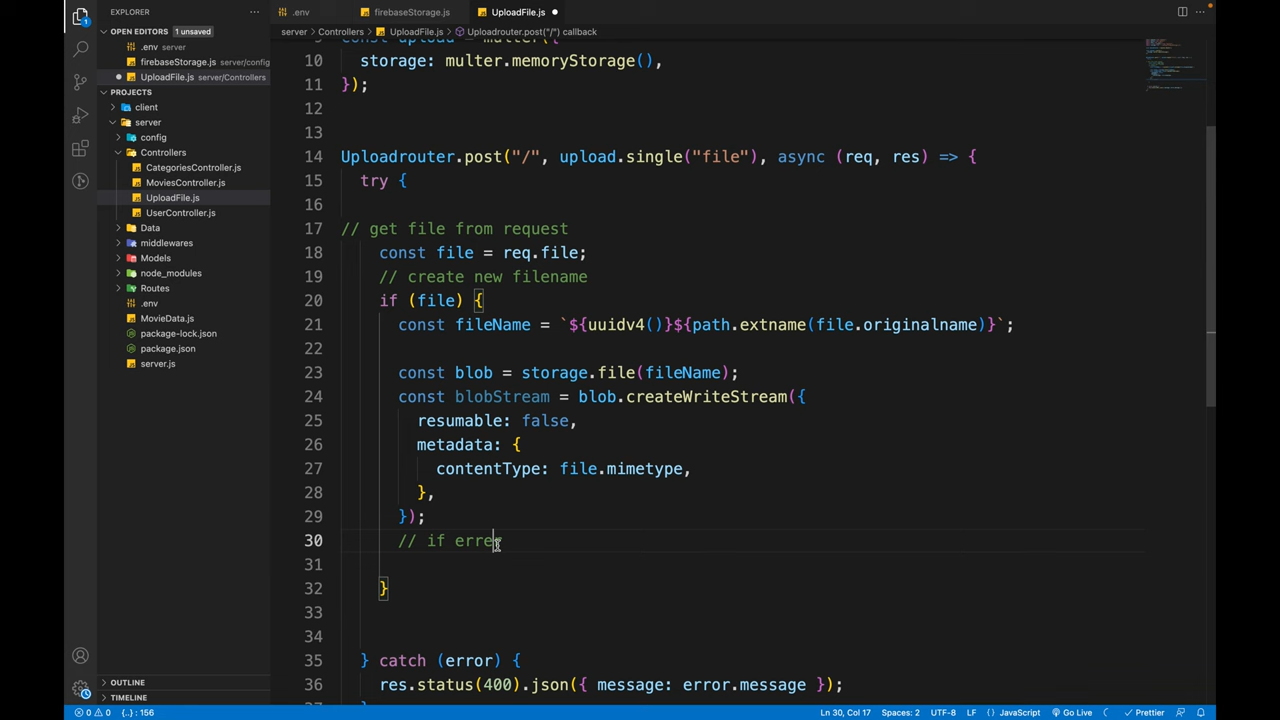 EXPLORER
OPEN EDITORS 1 unsaved
.env server
firebaseStorage.js server/config
UploadFile.js server/Controllers
PROJECTS
client
server
config
Controllers
CategoriesController.js
MoviesController.js
UploadFile.js
UserController.js
Data
middlewares
Models
node_modules
Routes
.env
MovieData.js
package-lock.json
package.json
server.js
OUTLINE
TIMELINE
.env firebaseStorage.js UploadFile.js
server > Controllers > UploadFile.js > Uploadrouter.post("/") callback
9 const upload = multer({
10 storage: multer.memoryStorage(),
11 });
12
13
14 Uploadrouter.post("/", upload.single("file"), async (req, res) => {
15 try {
16
17 // get file from request
18 const file = req.file;
19 // create new filename
20 if (file) {
21 const fileName = `${uuidv4()}${path.extname(file.originalname)}`;
22
23 const blob = storage.file(fileName);
24 const blobStream = blob.createWriteStream({
25 resumable: false,
26 metadata: {
27 contentType: file.mimetype,
28 },
29 });
30 // if error
31
32 }
33
34
35 } catch (error) {
36 res.status(400).json({ message: error.message });
37 }
0 0 {..} : 156 Ln 30, Col 17 Spaces: 2 UTF-8 LF {} JavaScript Go Live Prettier